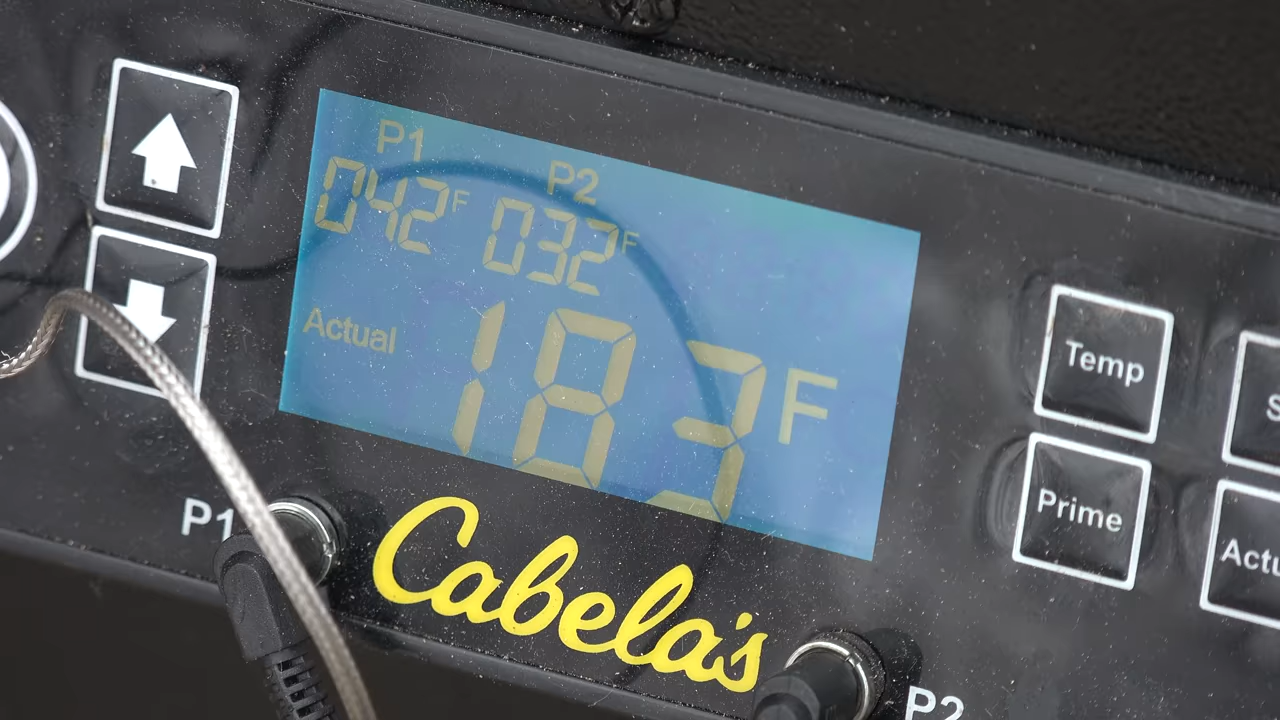 P1 P2
042F 032F
Actual 183F
Temp
Prime
P1
Cabela's
P2